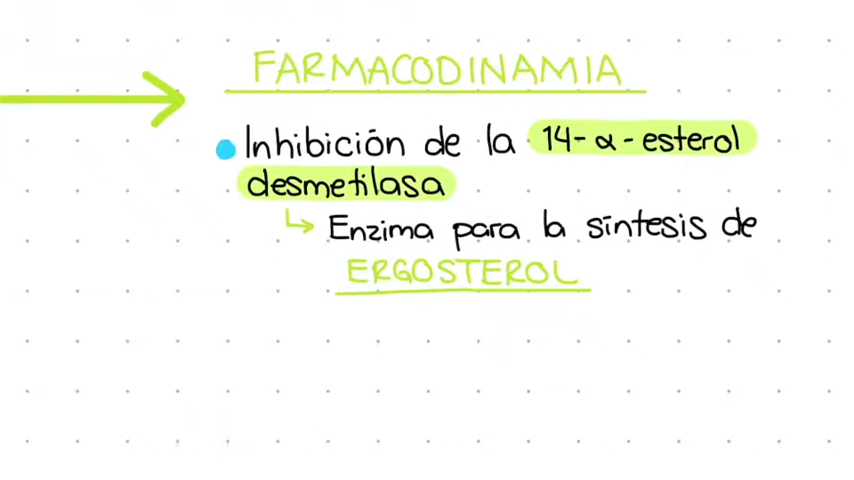 FARMACODINAMIA
Inhibición de la 14-α-esterol
desmetilasa
Enzima para la síntesis de
ERGOSTEROL